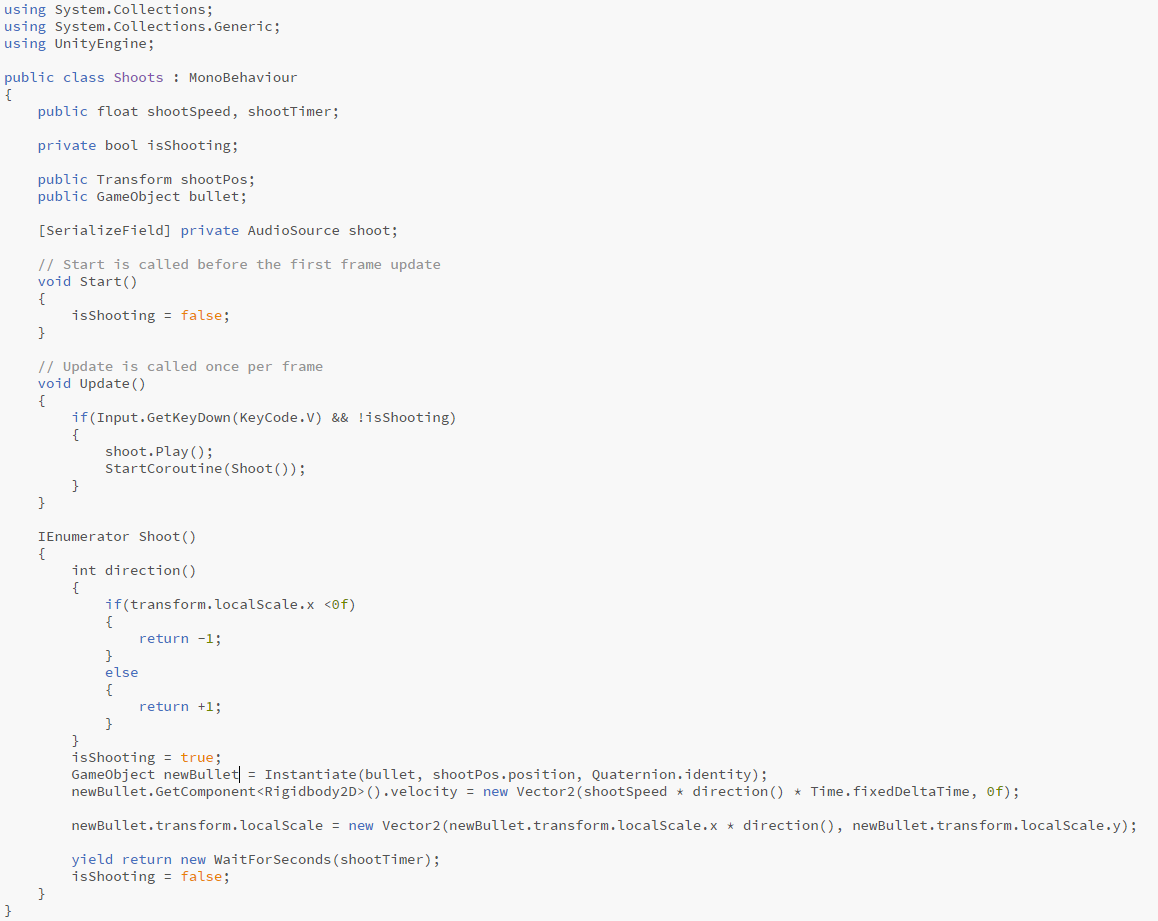 using System.Collections;
using System.Collections.Generic;
using UnityEngine;

public class Shoots : MonoBehaviour
{
    public float shootSpeed, shootTimer;

    private bool isShooting;

    public Transform shootPos;
    public GameObject bullet;

    [SerializeField] private AudioSource shoot;

    // Start is called before the first frame update
    void Start()
    {
        isShooting = false;
    }

    // Update is called once per frame
    void Update()
    {
        if(Input.GetKeyDown(KeyCode.V) && !isShooting)
        {
            shoot.Play();
            StartCoroutine(Shoot());
        }
    }

    IEnumerator Shoot()
    {
        int direction()
        {
            if(transform.localScale.x <0f)
            {
                return -1;
            }
            else
            {
                return +1;
            }
        }
        isShooting = true;
        GameObject newBullet = Instantiate(bullet, shootPos.position, Quaternion.identity);
        newBullet.GetComponent<Rigidbody2D>().velocity = new Vector2(shootSpeed * direction() * Time.fixedDeltaTime, 0f);

        newBullet.transform.localScale = new Vector2(newBullet.transform.localScale.x * direction(), newBullet.transform.localScale.y);

        yield return new WaitForSeconds(shootTimer);
        isShooting = false;
    }
}